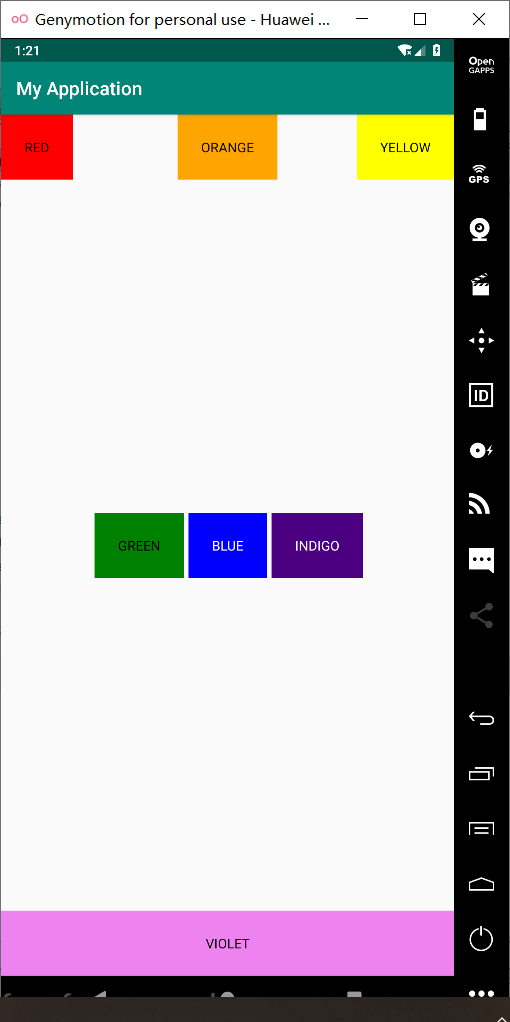 Genymotion for personal use - Huawei ...
1:21
Open
GAPPS
My Application
RED
ORANGE
YELLOW
GPS
ID
GREEN
BLUE
INDIGO
VIOLET